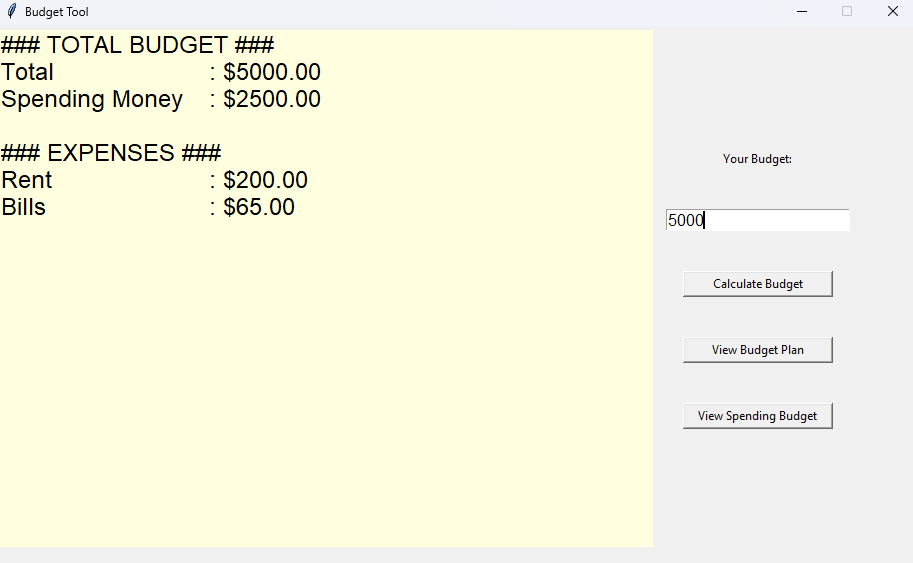 Budget Tool
### TOTAL BUDGET ###
Total : $5000.00
Spending Money : $2500.00
### EXPENSES ###
Rent : $200.00
Bills : $65.00
Your Budget:
5000
Calculate Budget
View Budget Plan
View Spending Budget